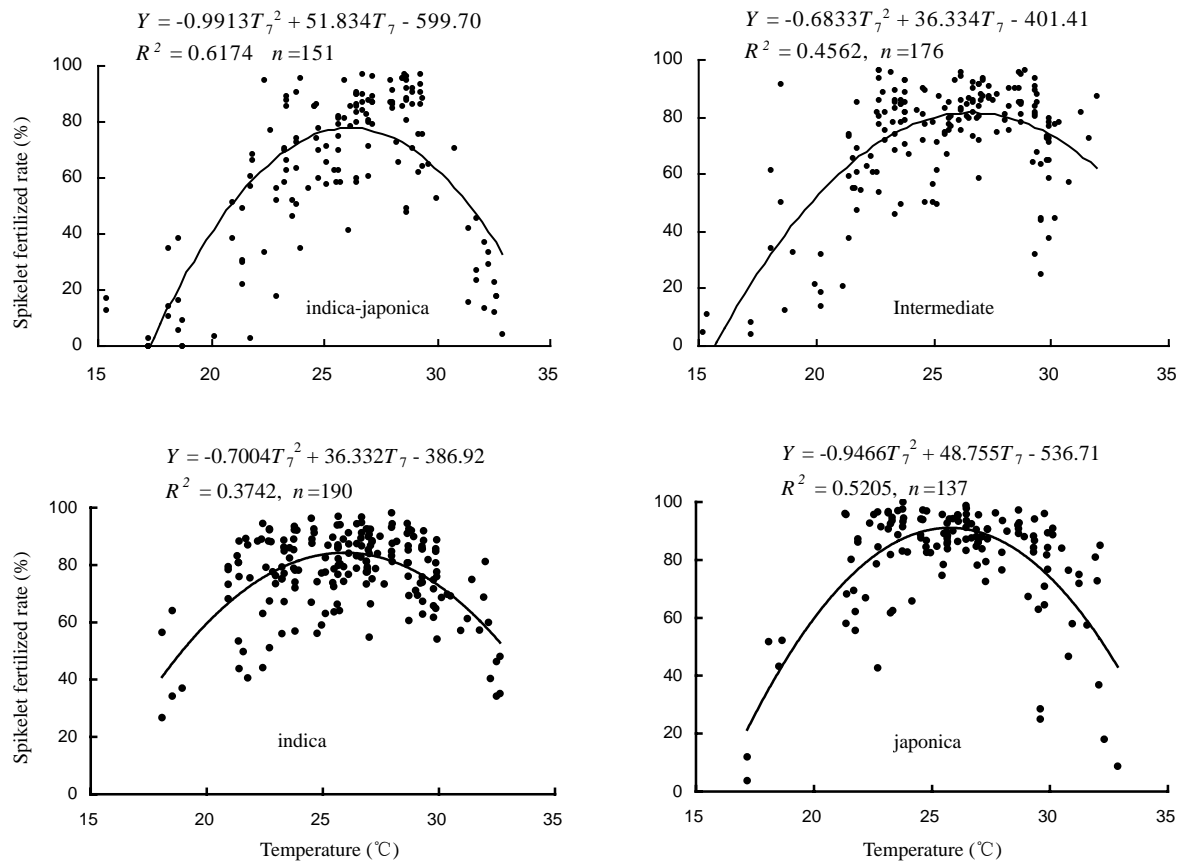 Y = -0.9913T₇² + 51.834T₇ - 599.70
R² = 0.6174 n=151
Spikelet fertilized rate (%)
100
80
60
40
20
0
indica-japonica
15 20 25 30 35
Y = -0.6833T₇² + 36.334T₇ - 401.41
R² = 0.4562, n=176
100
80
60
40
20
0
Intermediate
15 20 25 30 35
Y = -0.7004T₇² + 36.332T₇ - 386.92
R² = 0.3742, n=190
Spikelet fertilized rate (%)
100
80
60
40
20
0
indica
15 20 25 30 35
Temperature (℃)
Y = -0.9466T₇² + 48.755T₇ - 536.71
R² = 0.5205, n=137
100
80
60
40
20
0
japonica
15 20 25 30 35
Temperature (℃)